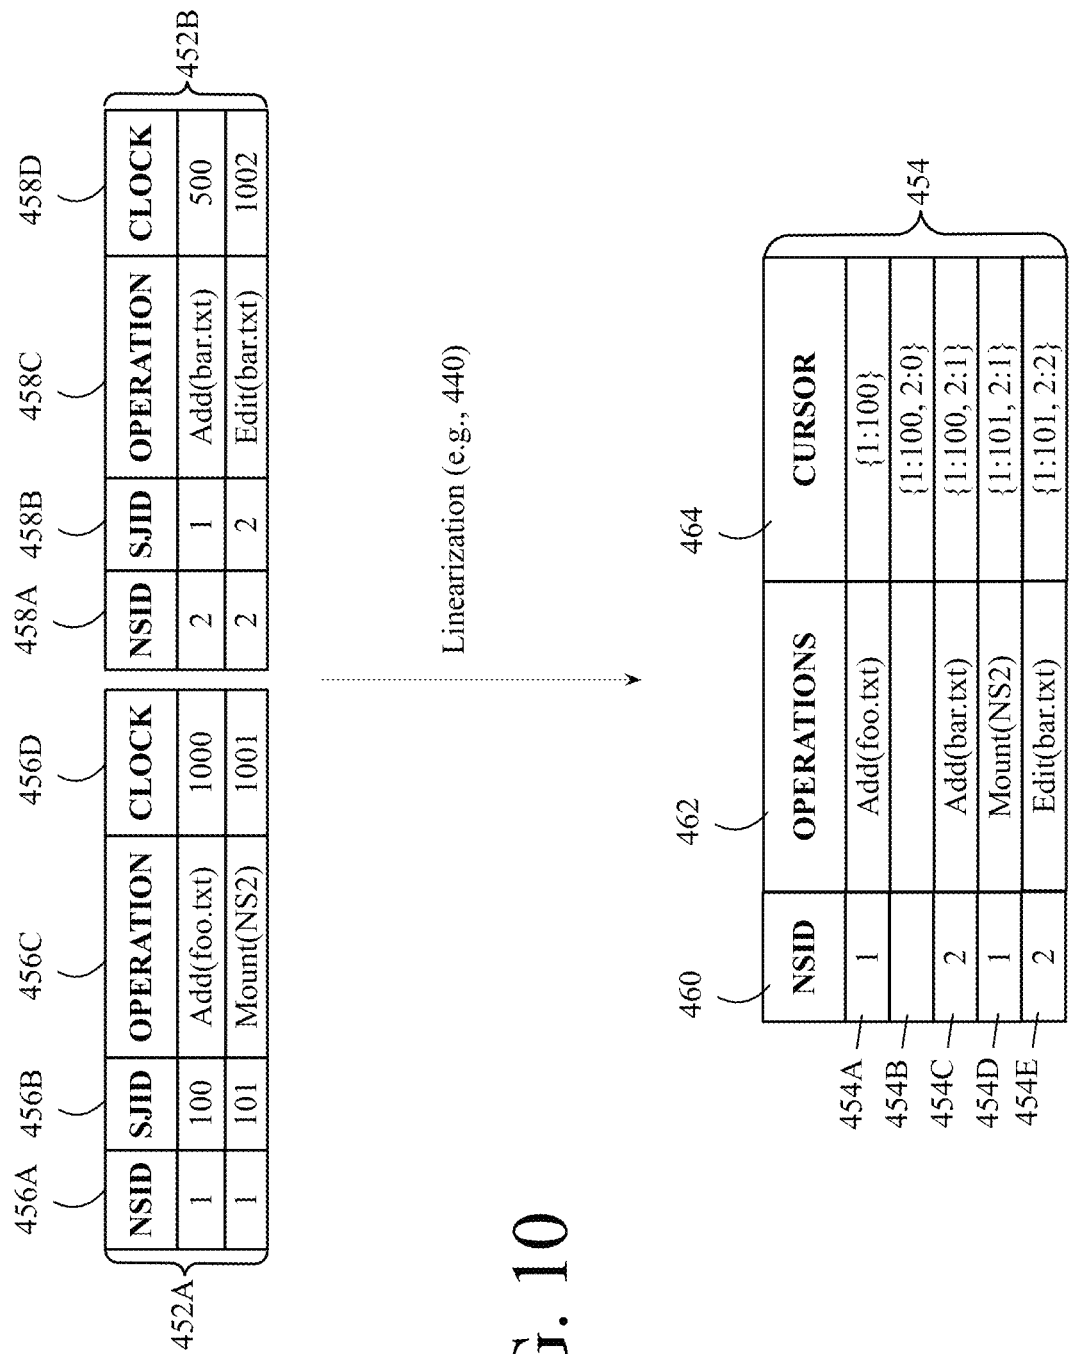 456A 456B 456C 456D 458A 458B 458C 458D
NSID SJID OPERATION CLOCK NSID SJID OPERATION CLOCK
1 100 Add(foo.txt) 1000 2 1 Add(bar.txt) 500
1 101 Mount(NS2) 1001 2 2 Edit(bar.txt) 1002
452A 452B
Linearization (e.g., 440)
460 462 464
NSID OPERATIONS CURSOR
454A 1 Add(foo.txt) {1:100}
454B {1:100, 2:0}
454C 2 Add(bar.txt) {1:100, 2:1}
454D 1 Mount(NS2) {1:101, 2:1}
454E 2 Edit(bar.txt) {1:101, 2:2}
454
G. 10